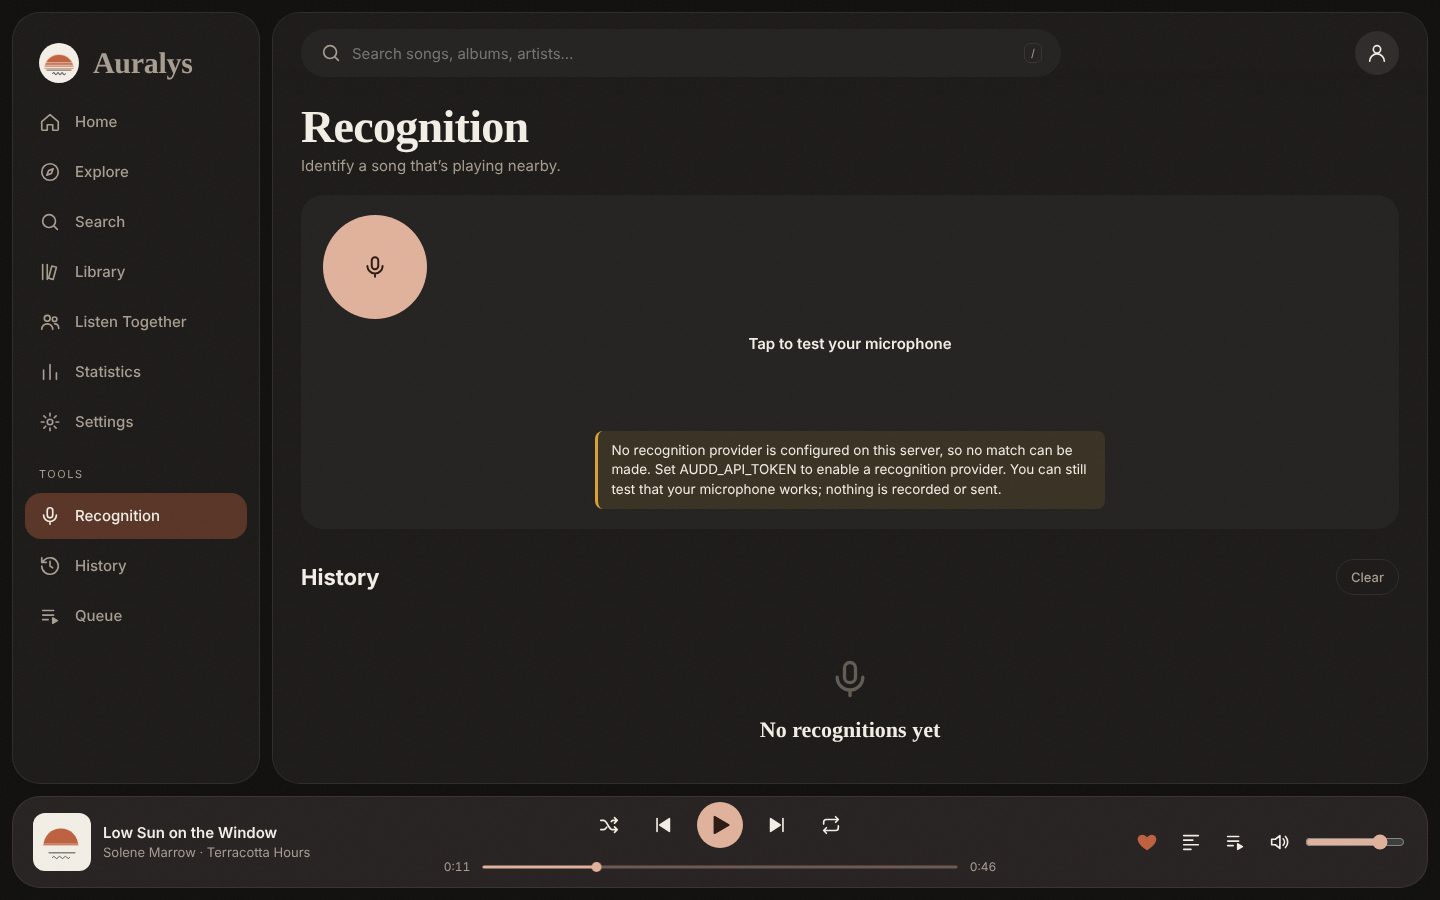 Auralys
Home
Explore
Search
Library
Listen Together
Statistics
Settings
TOOLS
Recognition
History
Queue
Search songs, albums, artists...
/
Recognition
Identify a song that's playing nearby.
Tap to test your microphone
No recognition provider is configured on this server, so no match can be
made. Set AUDD_API_TOKEN to enable a recognition provider. You can still
test that your microphone works; nothing is recorded or sent.
History
Clear
No recognitions yet
Low Sun on the Window
Solene Marrow · Terracotta Hours
0:11
0:46